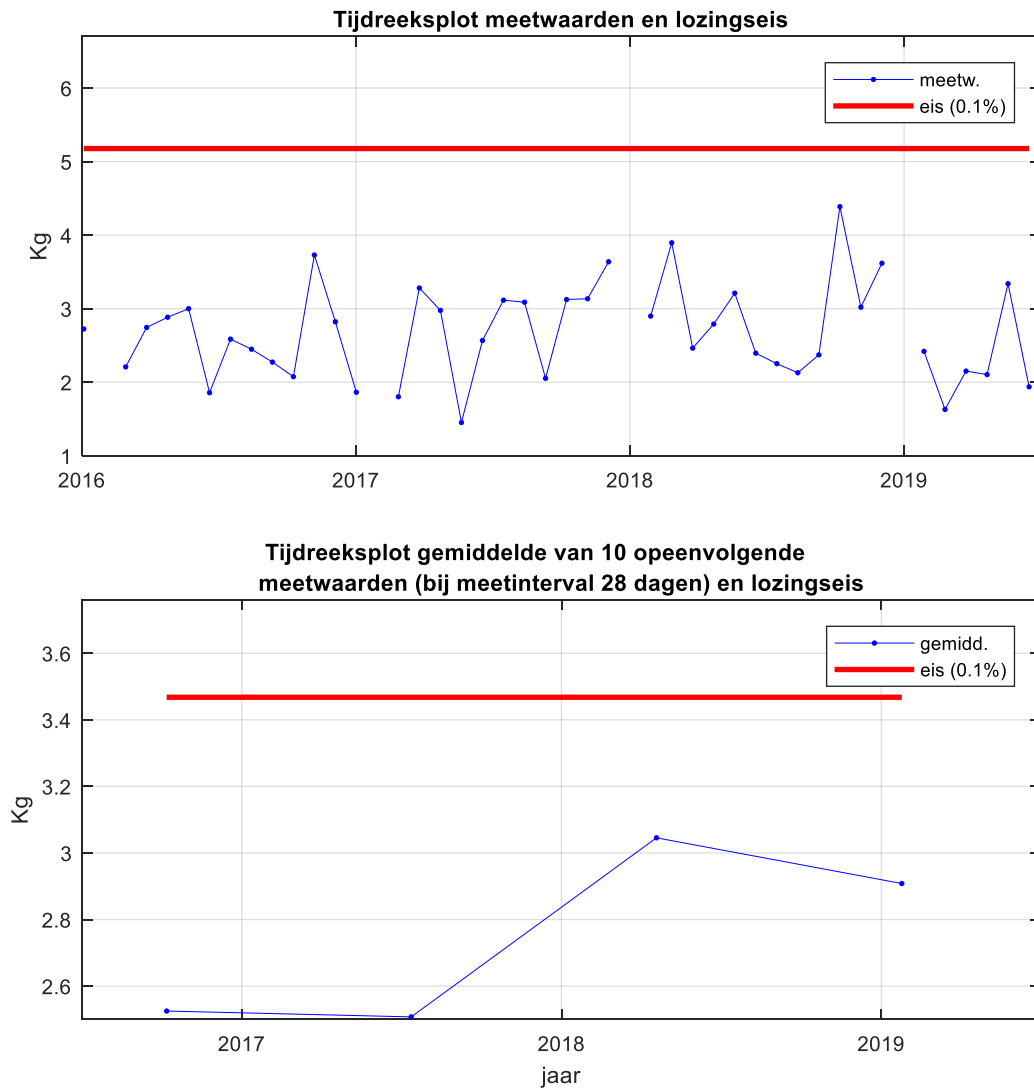 Tijdreeksplot meetwaarden en lozingseis
meetw.
eis (0.1%)
6
5
4
3
2
1
Kg
2016 2017 2018 2019
Tijdreeksplot gemiddelde van 10 opeenvolgende
meetwaarden (bij meetinterval 28 dagen) en lozingseis
gemidd.
eis (0.1%)
3.6
3.4
3.2
3
2.8
2.6
Kg
2017 2018 2019
jaar